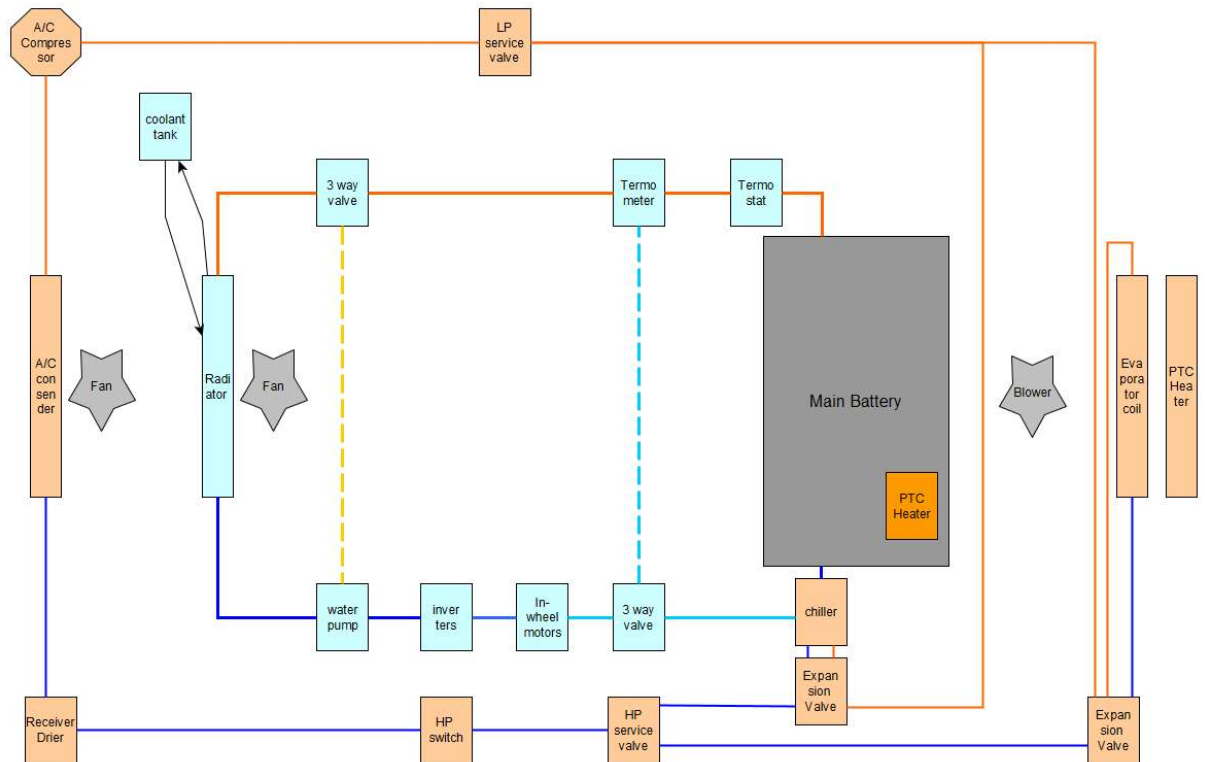 A/C
Compres
sor
LP
service
valve
coolant
tank
3 way
valve
Termo
meter
Termo
stat
A/C
con
sen
der
Fan
Radi
ator
Fan
Main Battery
Blower
Eva
pora
tor
coil
PTC
Hea
ter
PTC
Heater
water
pump
inver
ters
In-
wheel
motors
3 way
valve
chiller
Expan
sion
Valve
Receiver
Drier
HP
switch
HP
service
valve
Expan
sion
Valve